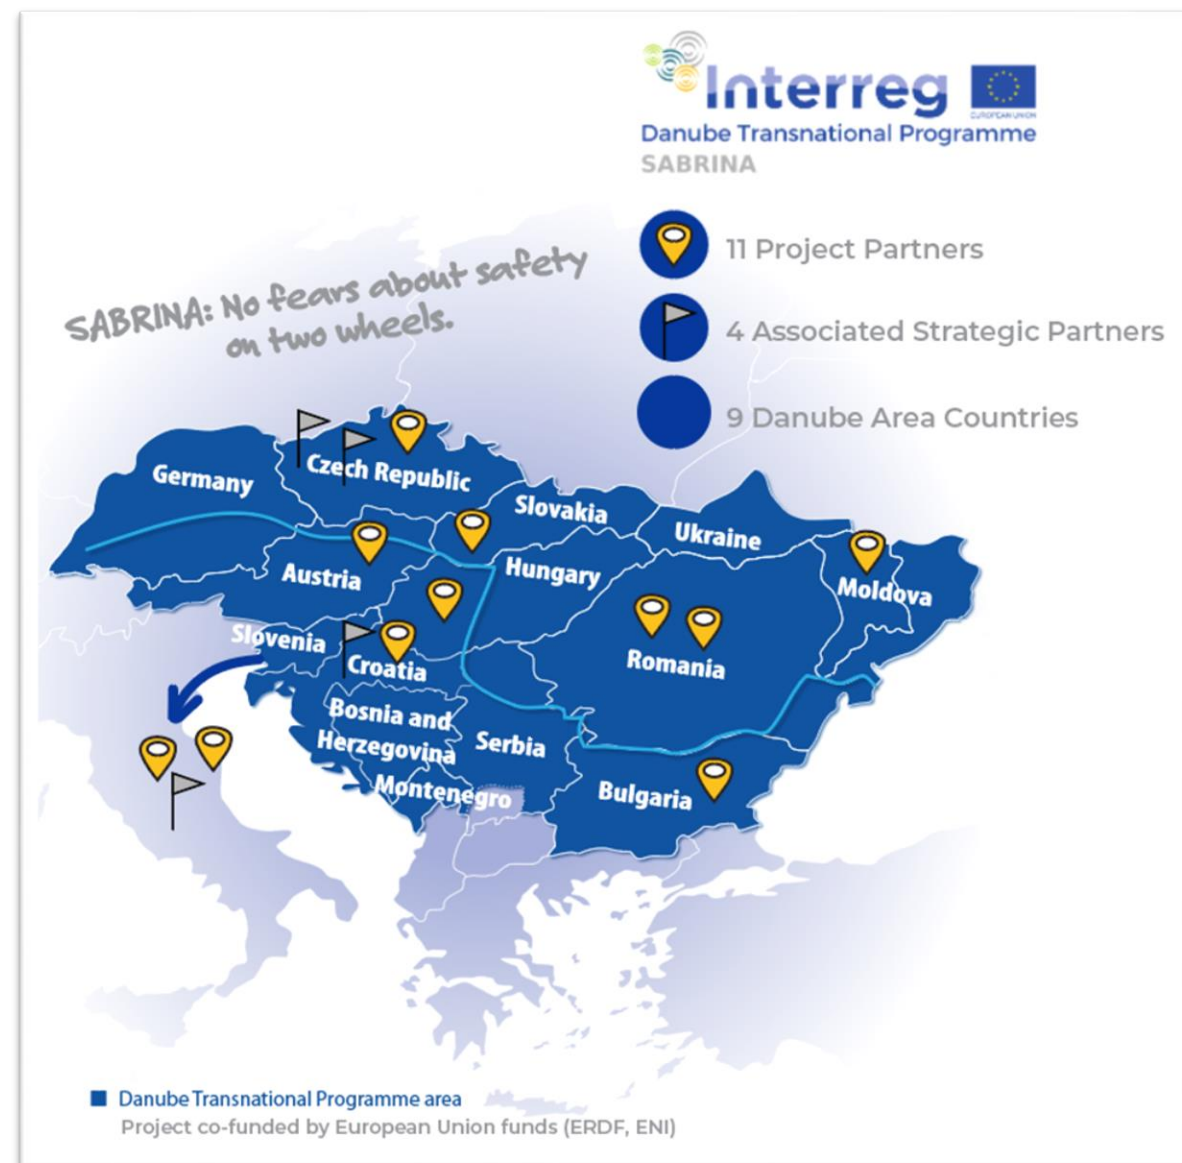 Interreg
EUROPEAN UNION
Danube Transnational Programme
SABRINA
11 Project Partners
4 Associated Strategic Partners
9 Danube Area Countries
SABRINA: No fears about safety
on two wheels.
Germany
Czech Republic
Slovakia
Ukraine
Austria
Hungary
Moldova
Slovenia
Croatia
Romania
Bosnia and
Herzegovina
Serbia
Montenegro
Bulgaria
Danube Transnational Programme area
Project co-funded by European Union funds (ERDF, ENI)